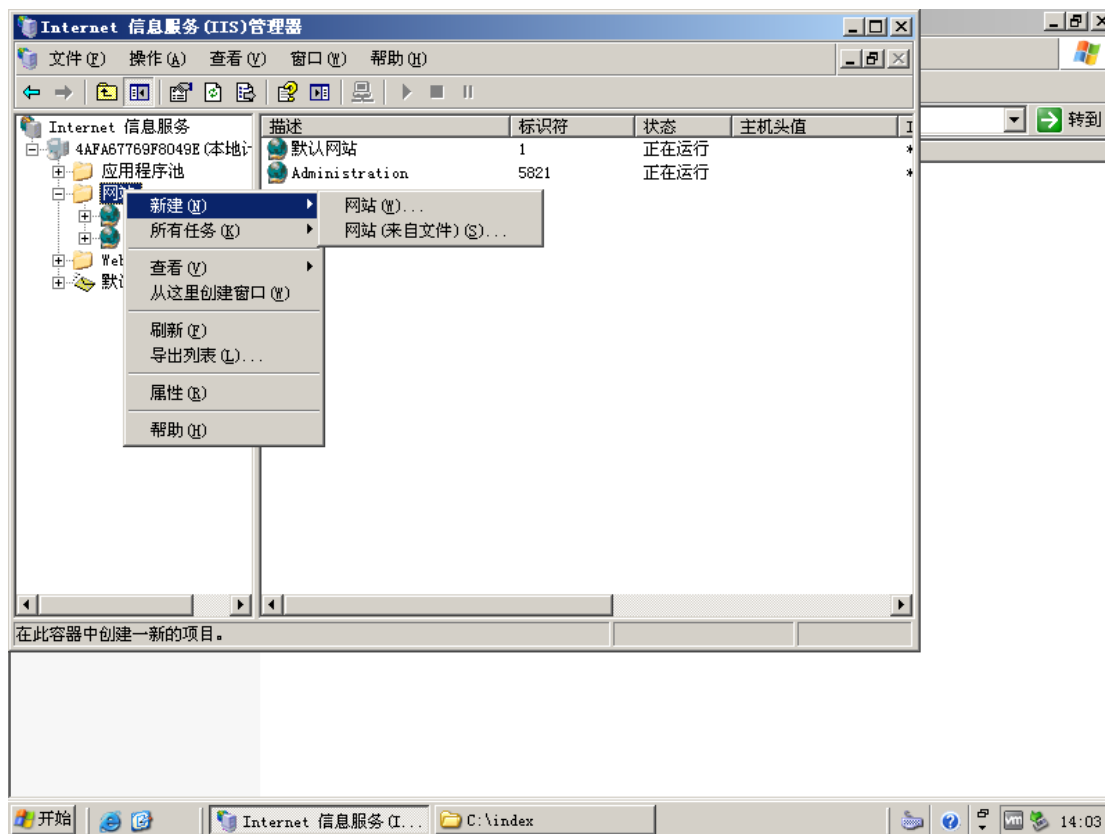 Internet 信息服务(IIS)管理器
文件(F) 操作(A) 查看(V) 窗口(W) 帮助(H)
转到
Internet 信息服务
描述 标识符 状态 主机头值 I
4AFA67769F8049E(本地计
默认网站 1 正在运行 *
应用程序池
Administration 5821 正在运行 *
网
新建(N) 网站(W)...
所有任务(K) 网站(来自文件)(S)...
Web
查看(V)
默
从这里创建窗口(W)
刷新(F)
导出列表(L)...
属性(R)
帮助(H)
在此容器中创建一新的项目。
开始 Internet 信息服务(I... C:\index 14:03